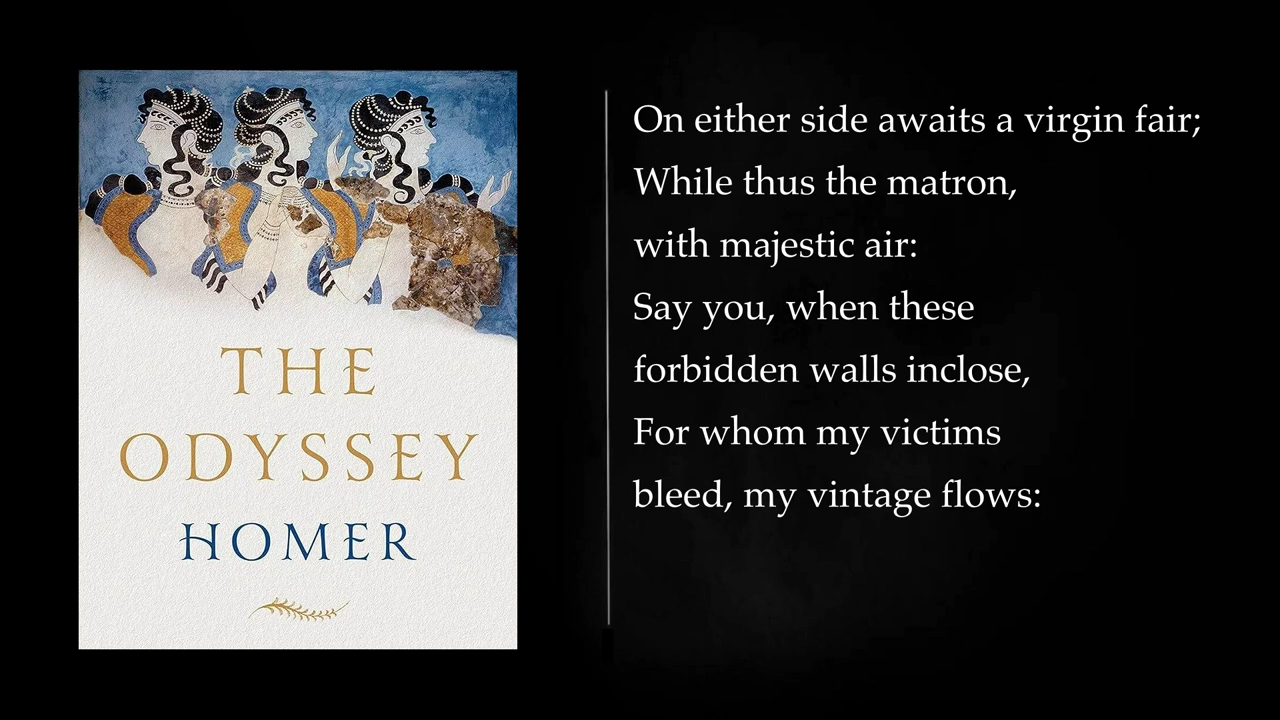 THE
ODYSSEY
HOMER
On either side awaits a virgin fair;
While thus the matron,
with majestic air:
Say you, when these
forbidden walls inclose,
For whom my victims
bleed, my vintage flows: